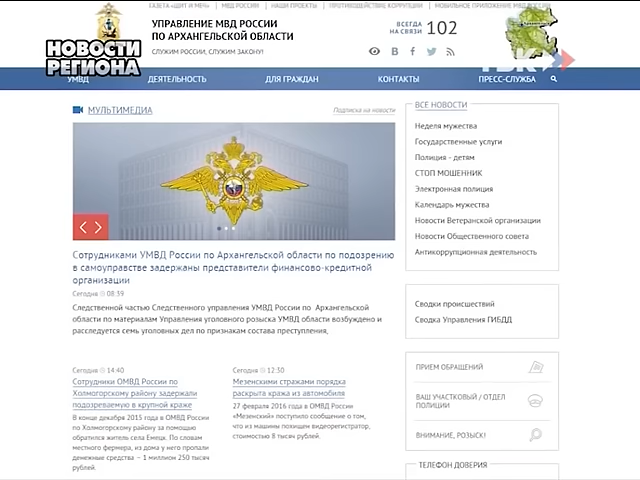 ГАЗЕТА «ЩИТ И МЕЧ» МВД РОССИИ НАШИ ПРОЕКТЫ ПРОТИВОДЕЙСТВИЕ КОРРУПЦИИ МОБИЛЬНОЕ ПРИЛОЖЕНИЕ МВД РОССИИ
УПРАВЛЕНИЕ МВД РОССИИ
ПО АРХАНГЕЛЬСКОЙ ОБЛАСТИ
СЛУЖИМ РОССИИ, СЛУЖИМ ЗАКОНУ!
ВСЕГДА
НА СВЯЗИ 102
НОВОСТИ
РЕГИОНА
УМВД ДЕЯТЕЛЬНОСТЬ ДЛЯ ГРАЖДАН КОНТАКТЫ ПРЕСС-СЛУЖБА
МУЛЬТИМЕДИА Подписка на новости
Сотрудниками УМВД России по Архангельской области по подозрению
в самоуправстве задержаны представители финансово-кредитной
организации
Сегодня 08:39
Следственной частью Следственного управления УМВД России по Архангельской
области по материалам Управления уголовного розыска УМВД области возбуждено и
расследуется семь уголовных дел по признакам состава преступления,
Сегодня 14:40
Сотрудники ОМВД России по
Холмогорскому району задержали
подозреваемую в крупной краже
В конце декабря 2015 года в ОМВД России
по Холмогорскому району за помощью
обратился житель села Емецк. По словам
местного фермера, из дома у него пропали
денежные средства – 1 миллион 250 тысяч
рублей.
Сегодня 12:30
Мезенскими стражами порядка
раскрыта кража из автомобиля
27 февраля 2016 года в ОМВД России
«Мезенский» поступило сообщение о том,
что из машины похищен видеорегистратор,
стоимостью 8 тысяч рублей.
ВСЕ НОВОСТИ
Неделя мужества
Государственные услуги
Полиция - детям
СТОП МОШЕННИК
Электронная полиция
Календарь мужества
Новости Ветеранской организации
Новости Общественного совета
Антикоррупционная деятельность
Сводки происшествий
Сводка Управления ГИБДД
ПРИЕМ ОБРАЩЕНИЙ
ВАШ УЧАСТКОВЫЙ / ОТДЕЛ
ПОЛИЦИИ
ВНИМАНИЕ, РОЗЫСК!
ТЕЛЕФОН ДОВЕРИЯ